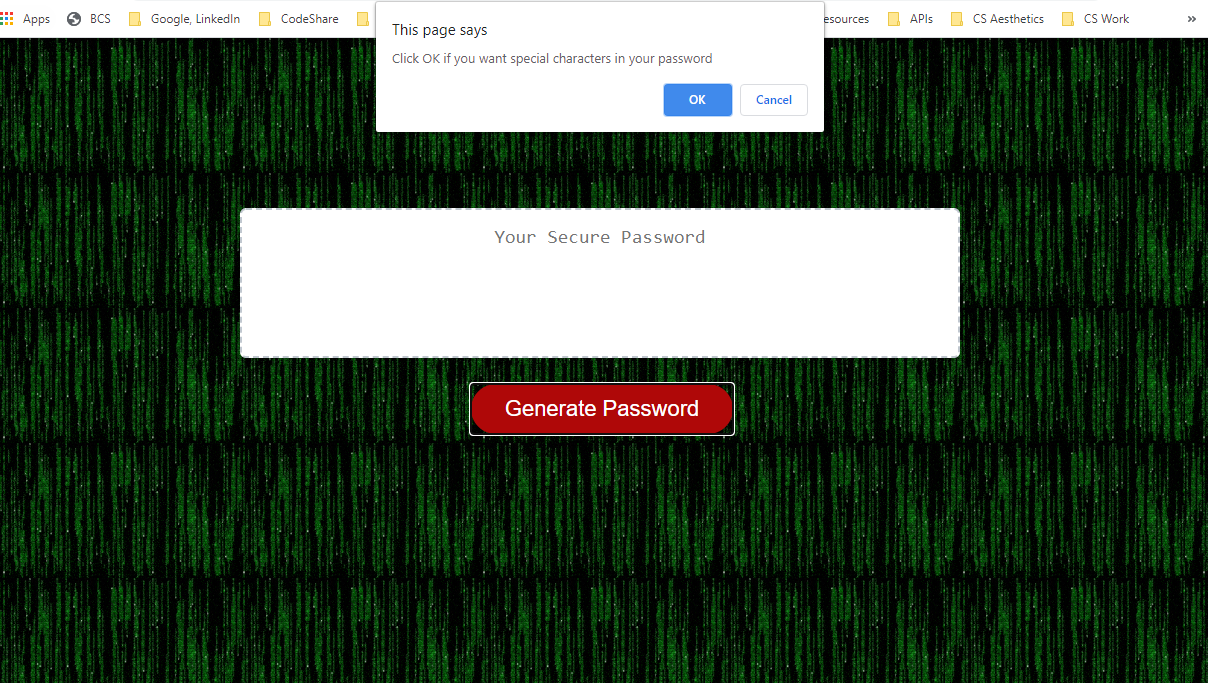 Apps BCS Google, LinkedIn CodeShare esources APIs CS Aesthetics CS Work »
This page says
Click OK if you want special characters in your password
OK Cancel
Your Secure Password
Generate Password